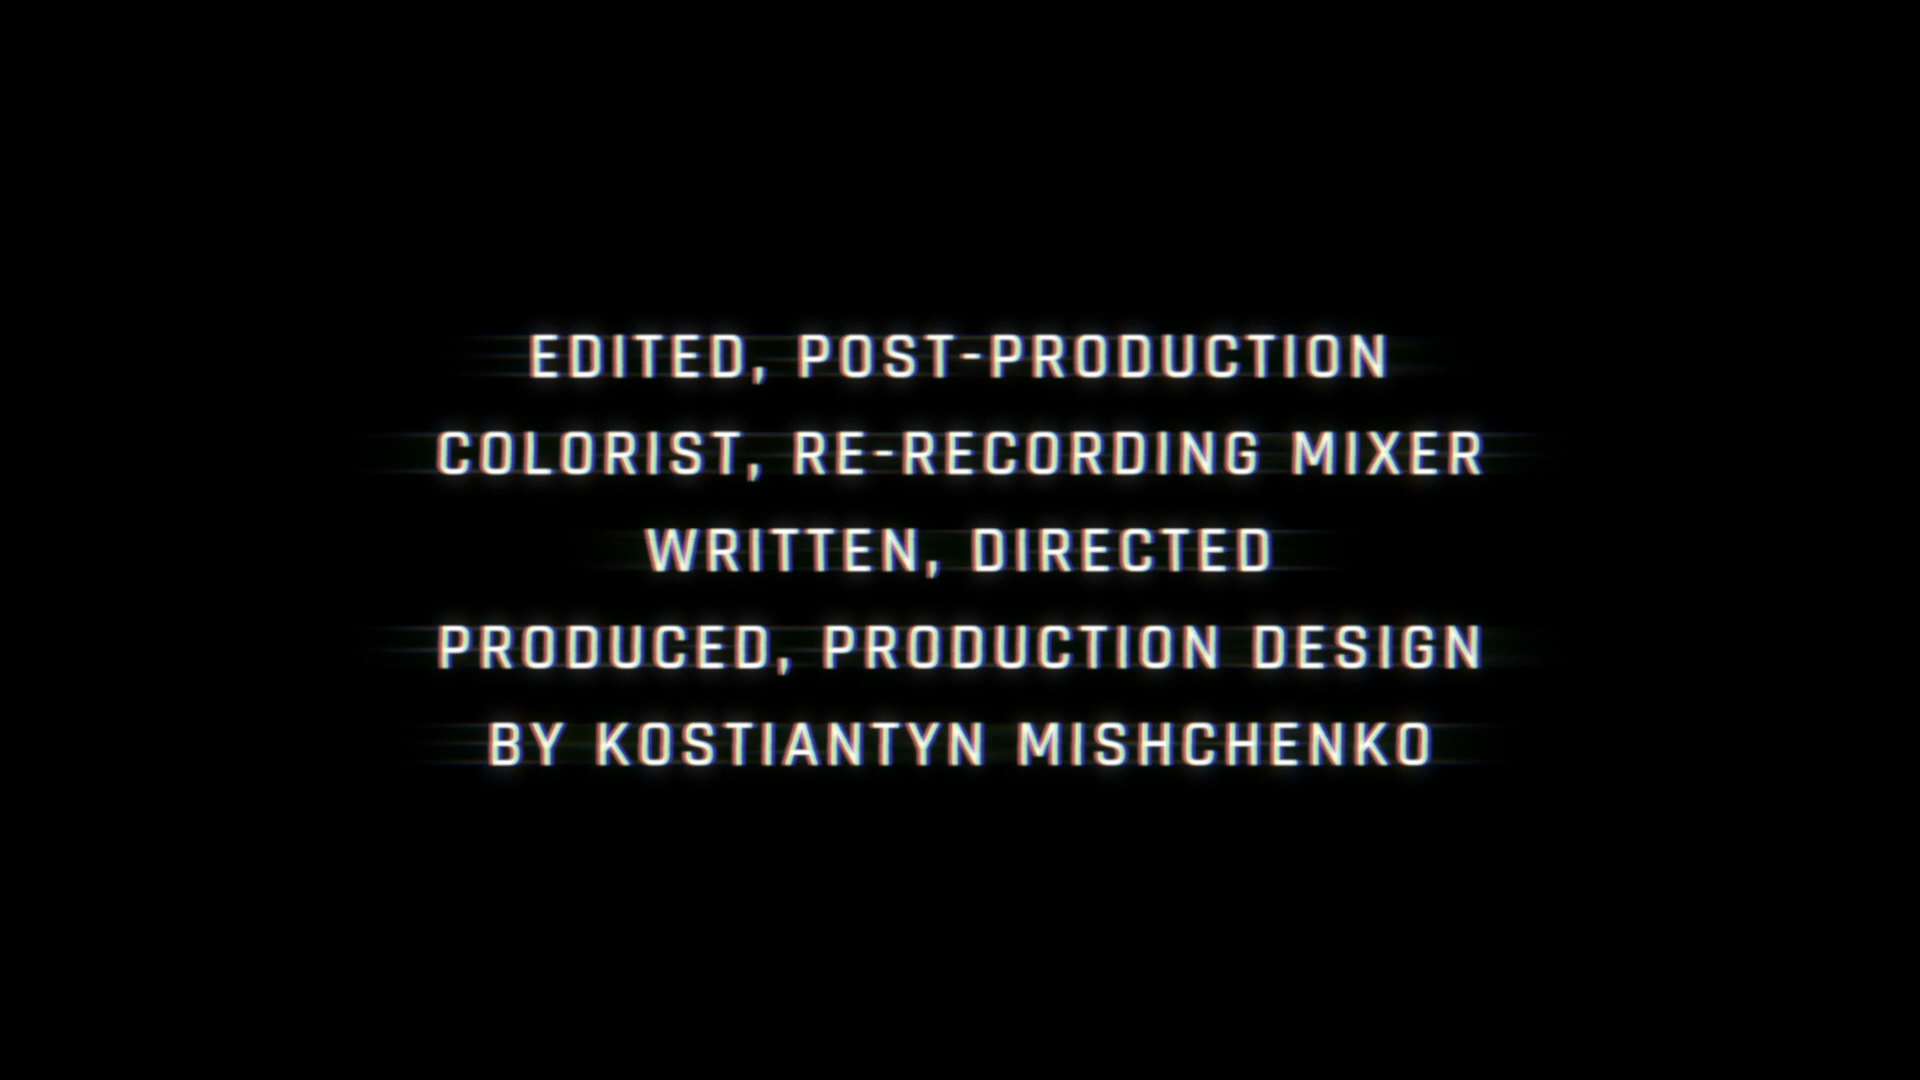 EDITED, POST-PRODUCTION
COLORIST, RE-RECORDING MIXER
WRITTEN, DIRECTED
PRODUCED, PRODUCTION DESIGN
BY KOSTIANTYN MISHCHENKO